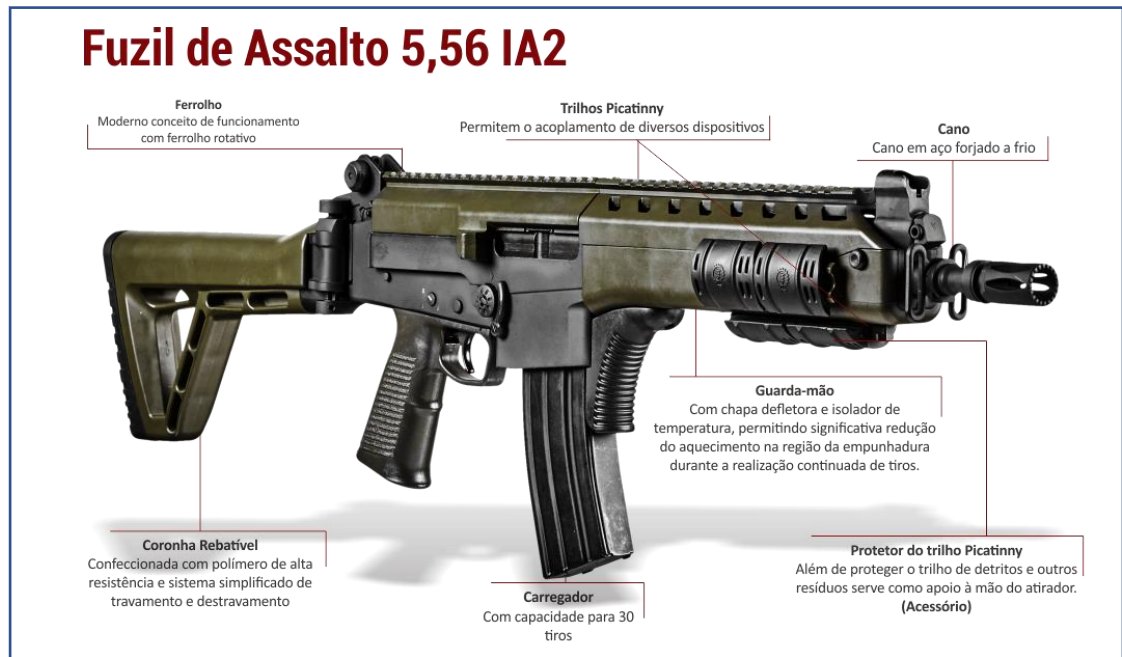 Fuzil de Assalto 5,56 IA2
Ferrolho
Moderno conceito de funcionamento
com ferrolho rotativo
Trilhos Picatinny
Permitem o acoplamento de diversos dispositivos
Cano
Cano em aço forjado a frio
Guarda-mão
Com chapa defletora e isolador de
temperatura, permitindo significativa redução
do aquecimento na região da empunhadura
durante a realização continuada de tiros.
Coronha Rebatível
Confeccionada com polímero de alta
resistência e sistema simplificado de
travamento e destravamento
Carregador
Com capacidade para 30
tiros
Protetor do trilho Picatinny
Além de proteger o trilho de detritos e outros
resíduos serve como apoio à mão do atirador.
(Acessório)